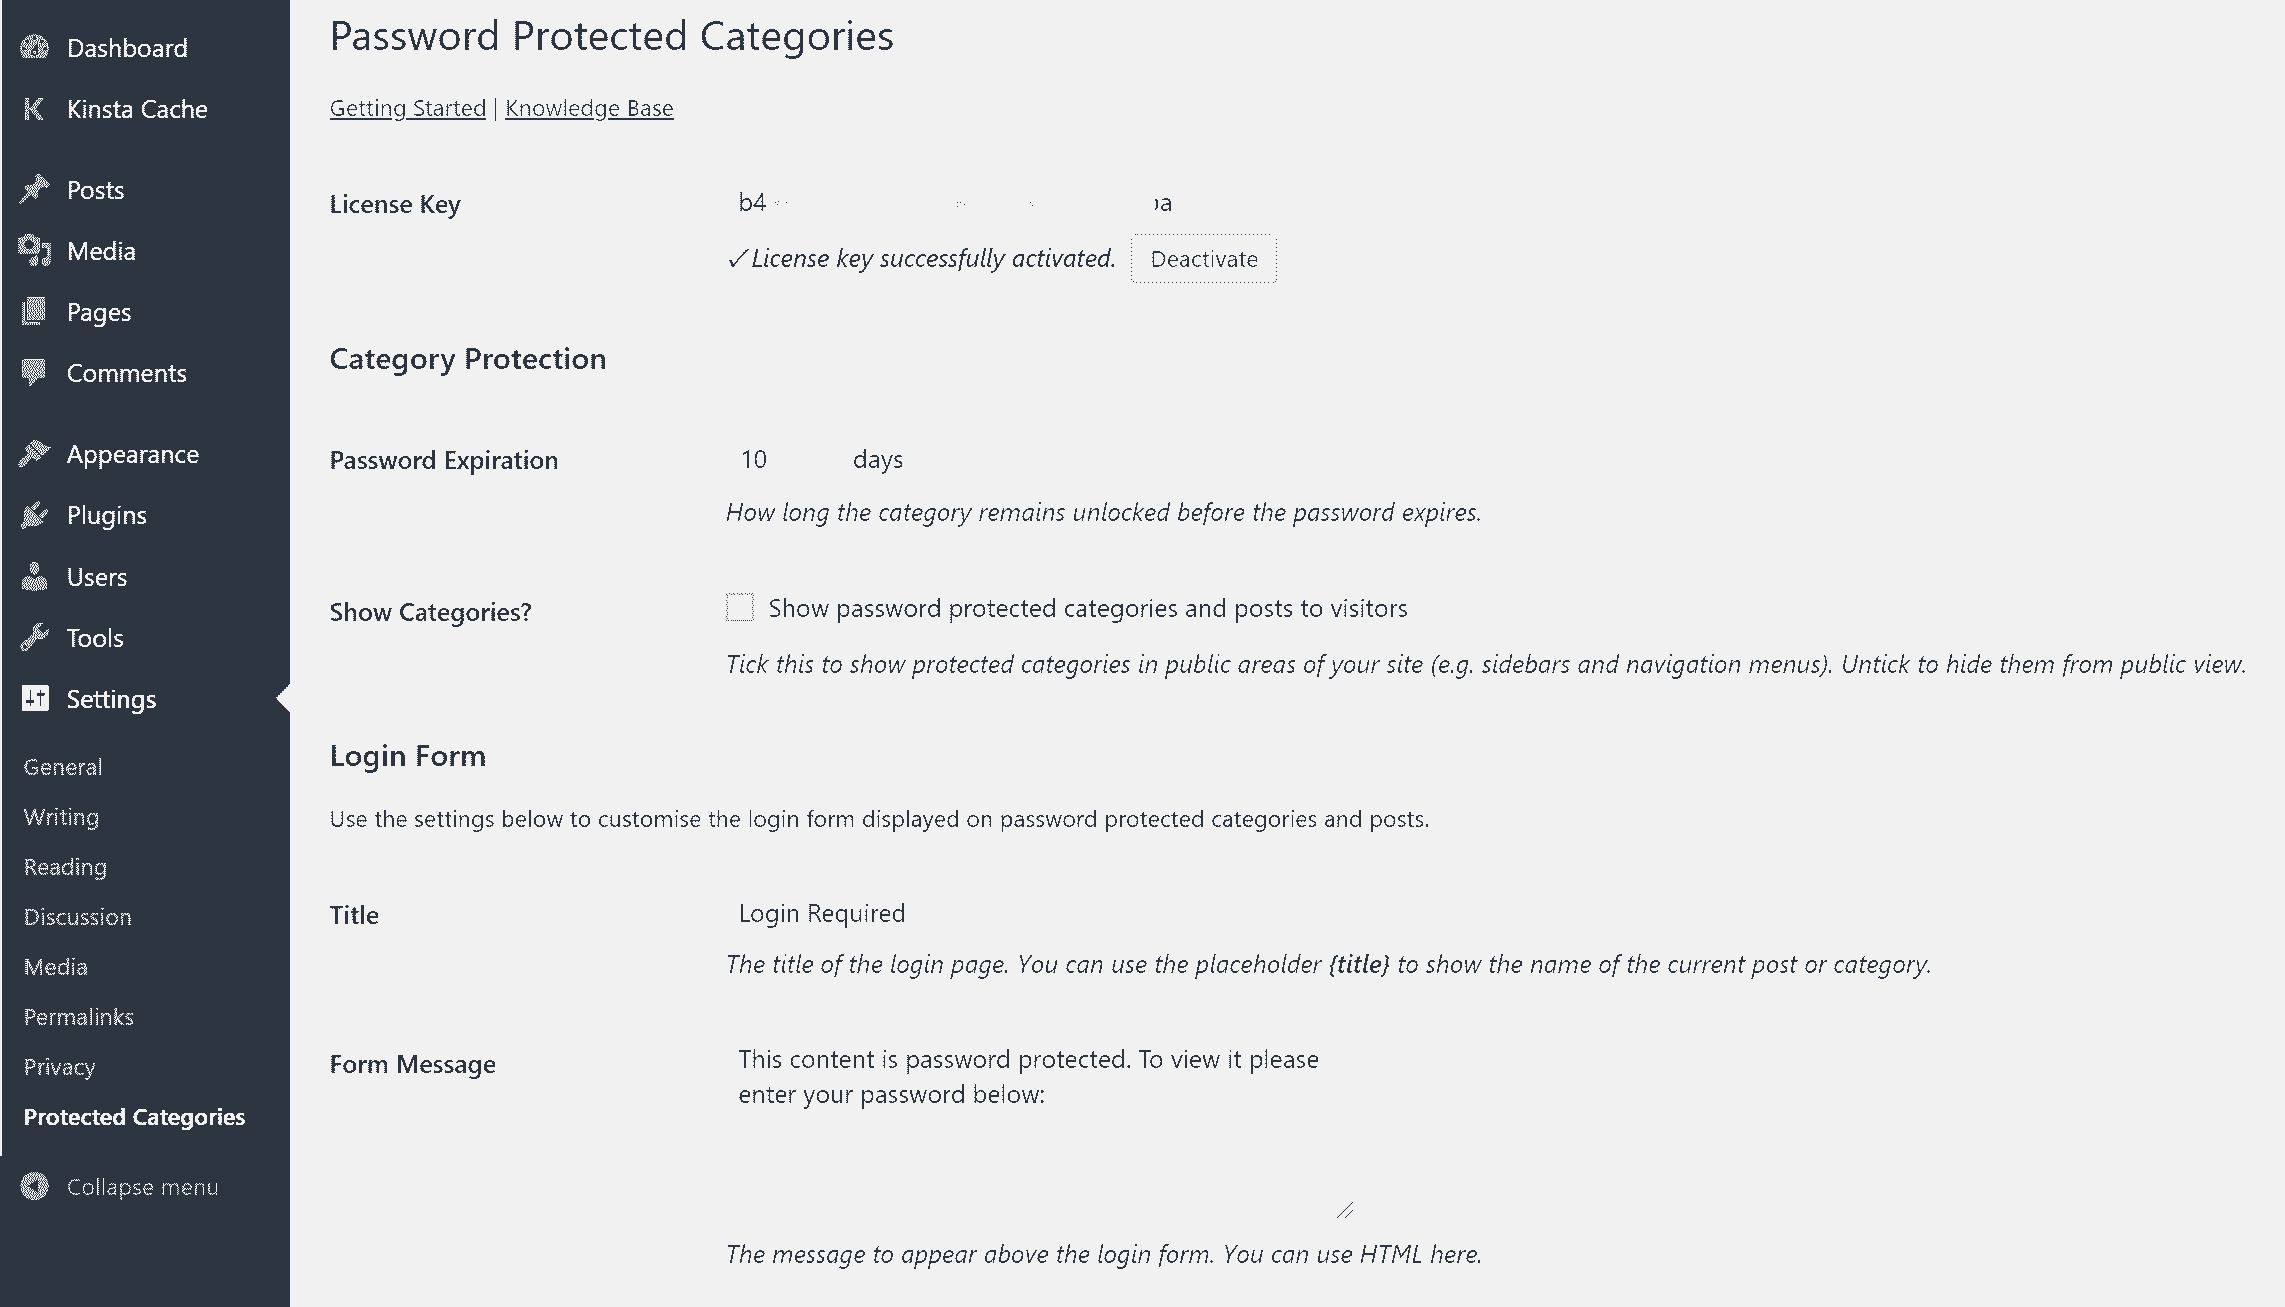 Dashboard
Kinsta Cache
Posts
Media
Pages
Comments
Appearance
Plugins
Users
Tools
Settings
General
Writing
Reading
Discussion
Media
Permalinks
Privacy
Protected Categories
Collapse menu
Password Protected Categories
Getting Started | Knowledge Base
License Key
b4
✓License key successfully activated. Deactivate
Category Protection
Password Expiration
10 days
How long the category remains unlocked before the password expires.
Show Categories?
Show password protected categories and posts to visitors
Tick this to show protected categories in public areas of your site (e.g. sidebars and navigation menus). Untick to hide them from public view.
Login Form
Use the settings below to customise the login form displayed on password protected categories and posts.
Title
Login Required
The title of the login page. You can use the placeholder {title} to show the name of the current post or category.
Form Message
This content is password protected. To view it please
enter your password below:
The message to appear above the login form. You can use HTML here.